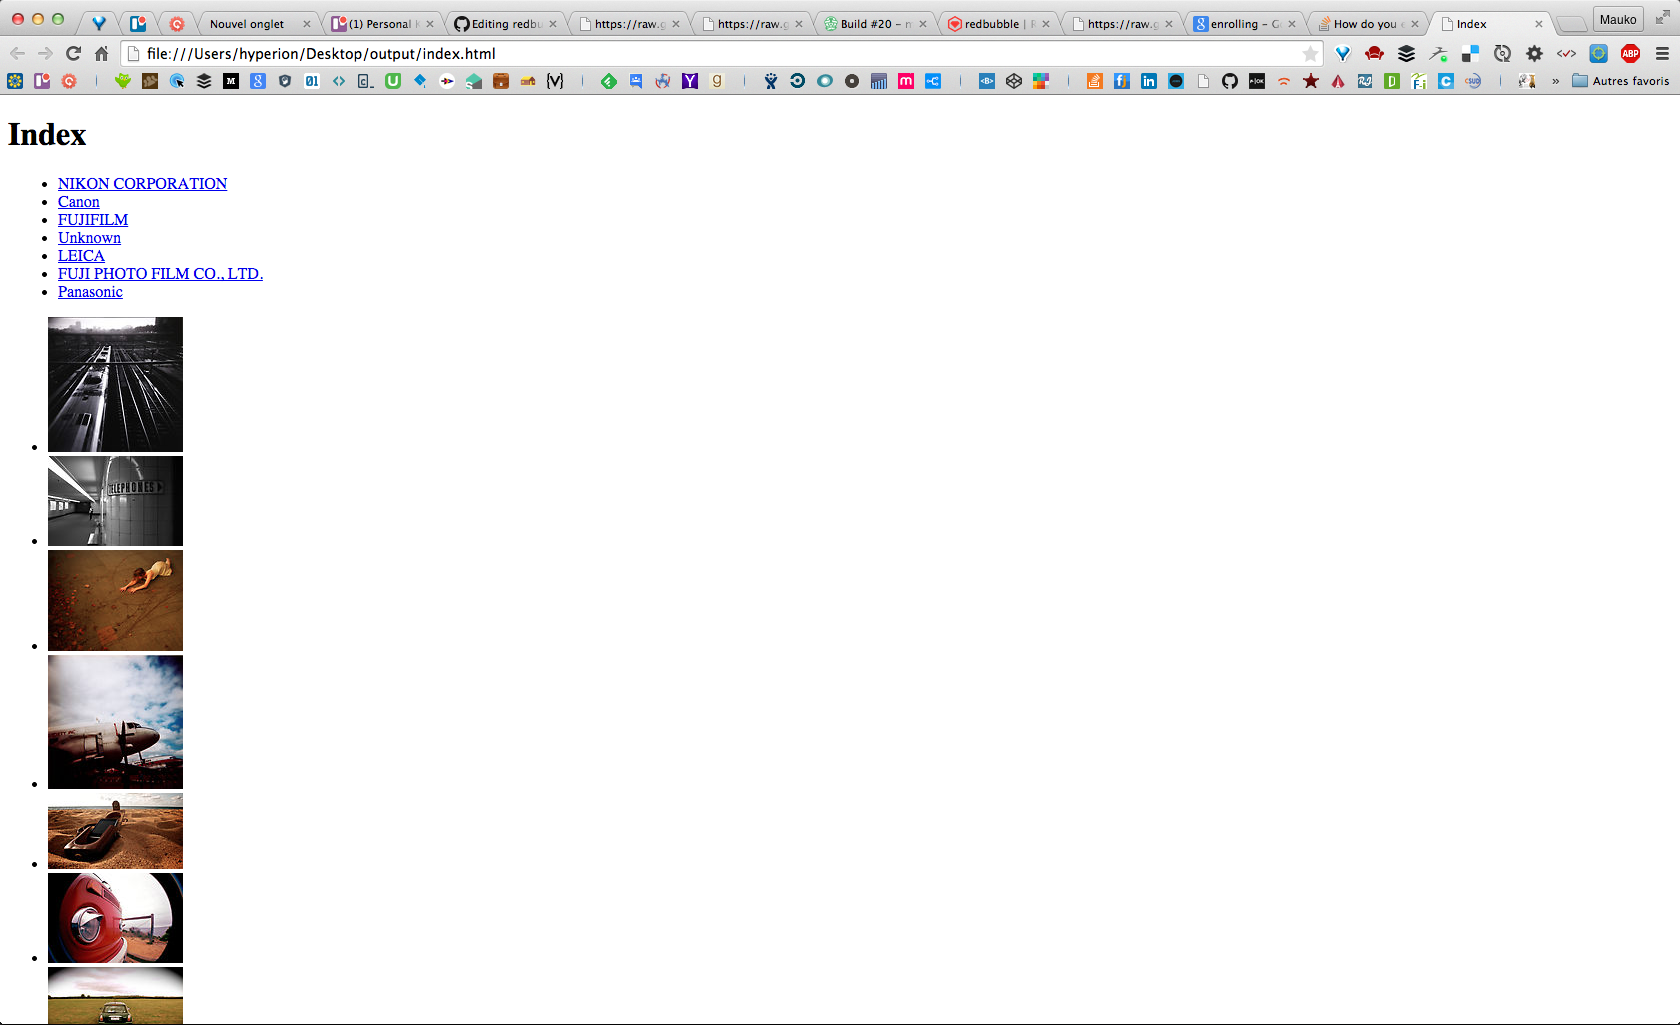 Nouvel onglet
(1) Personal
Editing redbu
https://raw.g
https://raw.g
Build #20 - m
redbubble | R
https://raw.g
enrolling - G
How do you e
Index
Mauko
file:///Users/hyperion/Desktop/output/index.html
ABP
Autres favoris
Index
NIKON CORPORATION
Canon
FUJIFILM
Unknown
LEICA
FUJI PHOTO FILM CO., LTD.
Panasonic
TELEPHONES